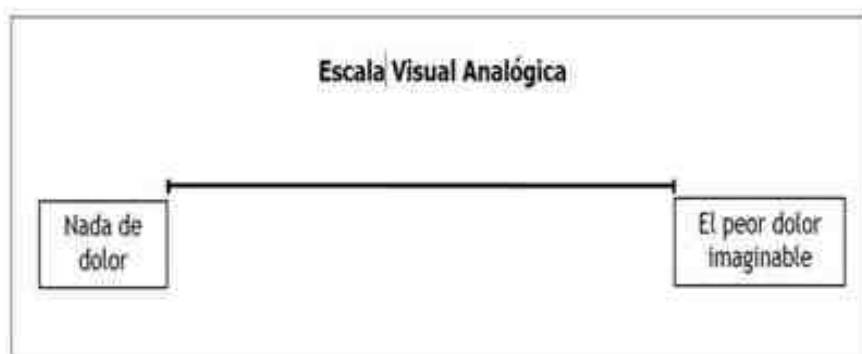 Escala Visual Analógica
Nada de
dolor
El peor dolor
imaginable